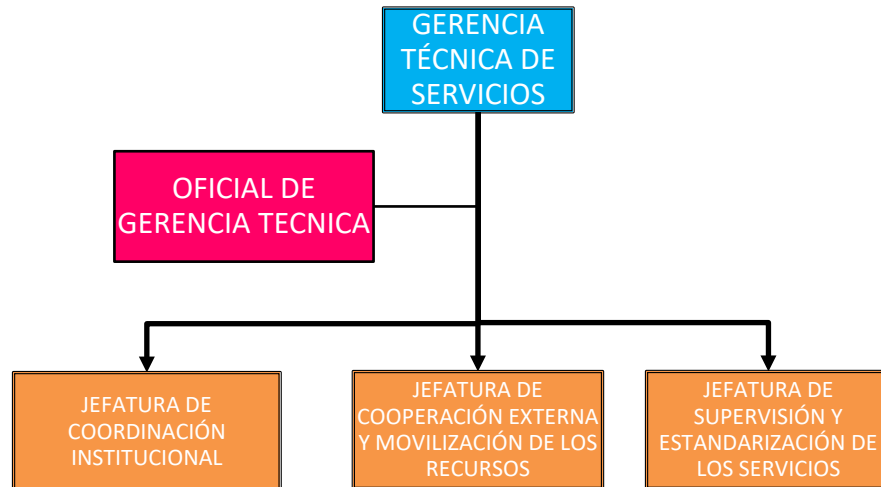 GERENCIA
TÉCNICA DE
SERVICIOS
OFICIAL DE
GERENCIA TECNICA
JEFATURA DE
COORDINACIÓN
INSTITUCIONAL
JEFATURA DE
COOPERACIÓN EXTERNA
Y MOVILIZACIÓN DE LOS
RECURSOS
JEFATURA DE
SUPERVISIÓN Y
ESTANDARIZACIÓN DE
LOS SERVICIOS